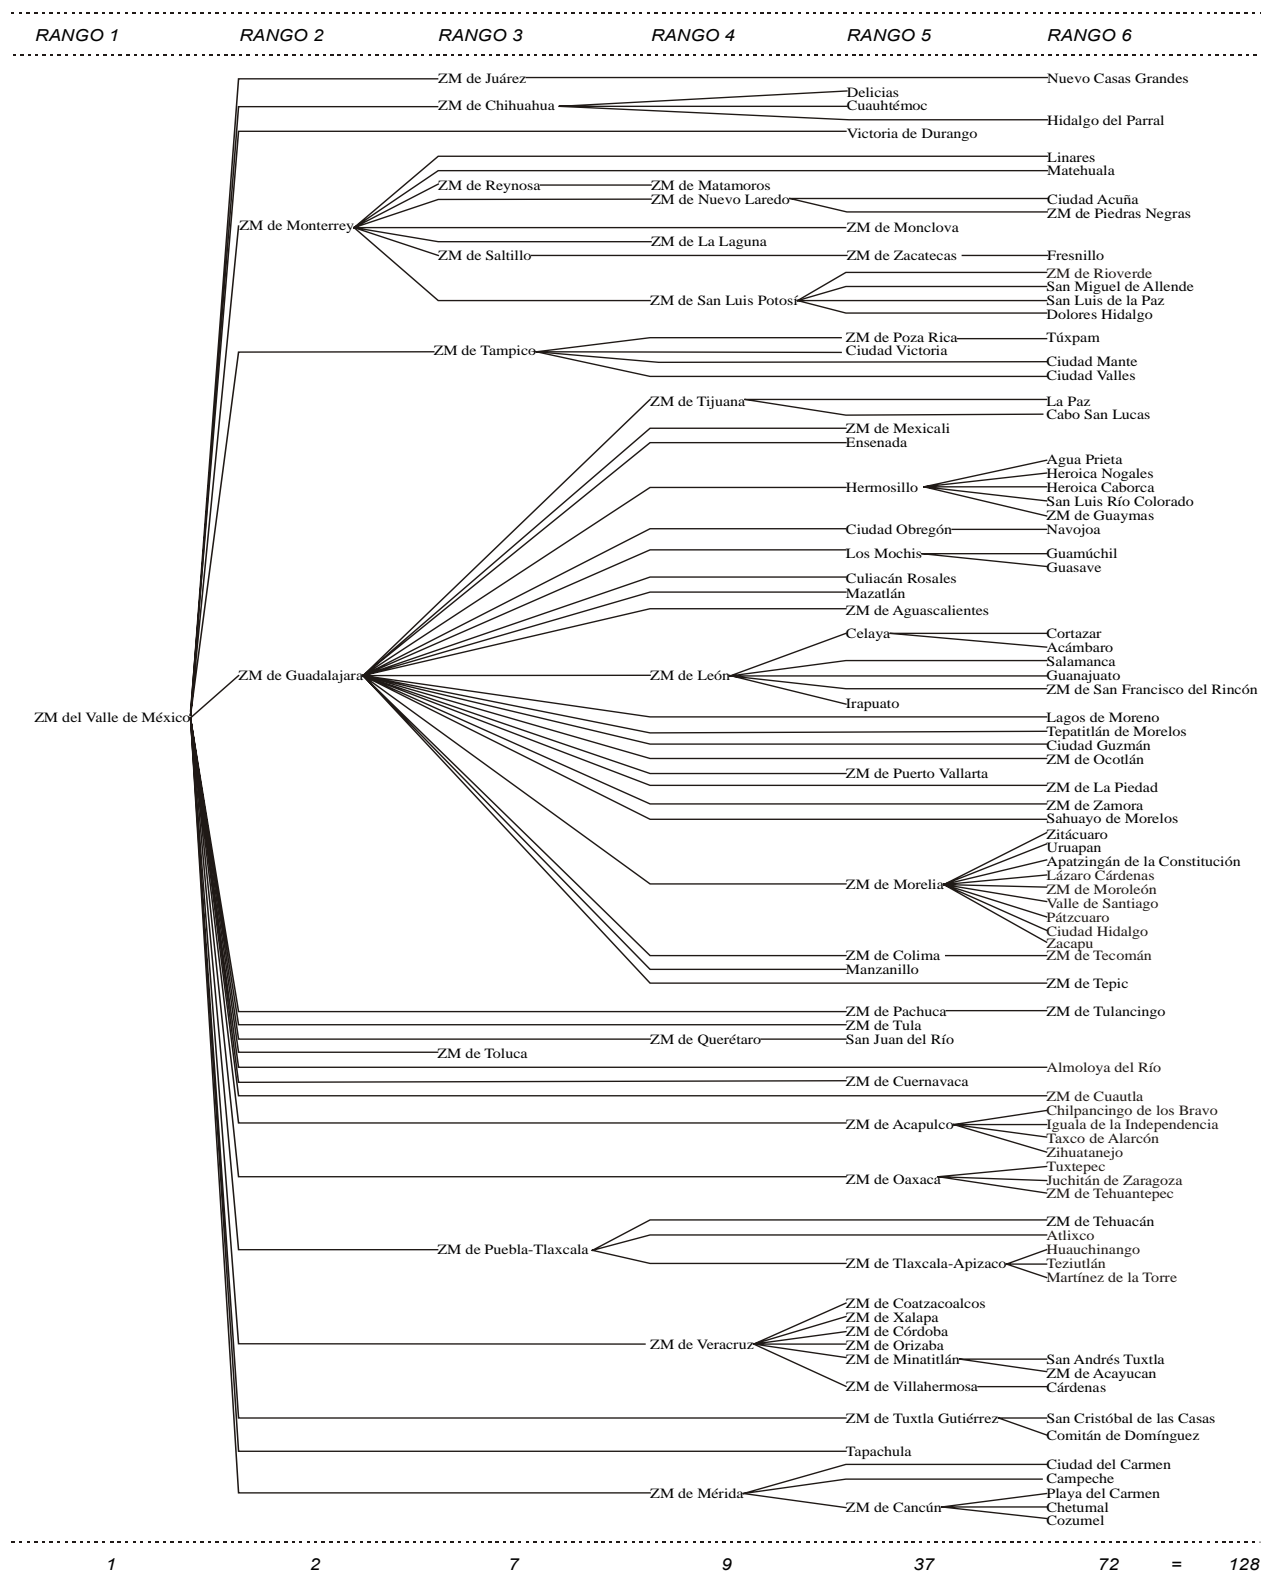 RANGO 1 RANGO 2 RANGO 3 RANGO 4 RANGO 5 RANGO 6
ZM de Juárez Nuevo Casas Grandes
Delicias
ZM de Chihuahua Cuauhtémoc
Hidalgo del Parral
Victoria de Durango
Linares
Matehuala
ZM de Reynosa ZM de Matamoros
ZM de Nuevo Laredo Ciudad Acuña
ZM de Piedras Negras
ZM de Monterrey ZM de Monclova
ZM de La Laguna
ZM de Saltillo ZM de Zacatecas Fresnillo
ZM de Rioverde
San Miguel de Allende
ZM de San Luis Potosí San Luis de la Paz
Dolores Hidalgo
ZM de Poza Rica Túxpam
ZM de Tampico Ciudad Victoria
Ciudad Mante
Ciudad Valles
ZM de Tijuana La Paz
Cabo San Lucas
ZM de Mexicali
Ensenada
Agua Prieta
Heroica Nogales
Hermosillo Heroica Caborca
San Luis Río Colorado
ZM de Guaymas
Ciudad Obregón Navojoa
Los Mochis Guamúchil
Guasave
Culiacán Rosales
Mazatlán
ZM de Aguascalientes
Celaya Cortazar
Acámbaro
Salamanca
ZM de Guadalajara ZM de León Guanajuato
ZM de San Francisco del Rincón
Irapuato
ZM del Valle de México Lagos de Moreno
Tepatitlán de Morelos
Ciudad Guzmán
ZM de Ocotlán
ZM de Puerto Vallarta
ZM de La Piedad
ZM de Zamora
Sahuayo de Morelos
Zitácuaro
Uruapan
Apatzingán de la Constitución
Lázaro Cárdenas
ZM de Morelia ZM de Moroleón
Valle de Santiago
Pátzcuaro
Ciudad Hidalgo
Zacapu
ZM de Colima ZM de Tecomán
Manzanillo
ZM de Tepic
ZM de Pachuca ZM de Tulancingo
ZM de Tula
ZM de Querétaro San Juan del Río
ZM de Toluca
Almoloya del Río
ZM de Cuernavaca
ZM de Cuautla
Chilpancingo de los Bravo
ZM de Acapulco Iguala de la Independencia
Taxco de Alarcón
Zihuatanejo
Tuxtepec
ZM de Oaxaca Juchitán de Zaragoza
ZM de Tehuantepec
ZM de Tehuacán
Atlixco
ZM de Puebla-Tlaxcala Huauchinango
ZM de Tlaxcala-Apizaco Teziutlán
Martínez de la Torre
ZM de Coatzacoalcos
ZM de Xalapa
ZM de Córdoba
ZM de Veracruz ZM de Orizaba
ZM de Minatitlán San Andrés Tuxtla
ZM de Acayucan
ZM de Villahermosa Cárdenas
ZM de Tuxtla Gutiérrez San Cristóbal de las Casas
Comitán de Domínguez
Tapachula
Ciudad del Carmen
Campeche
ZM de Mérida Playa del Carmen
ZM de Cancún Chetumal
Cozumel
1 2 7 9 37 72 = 128